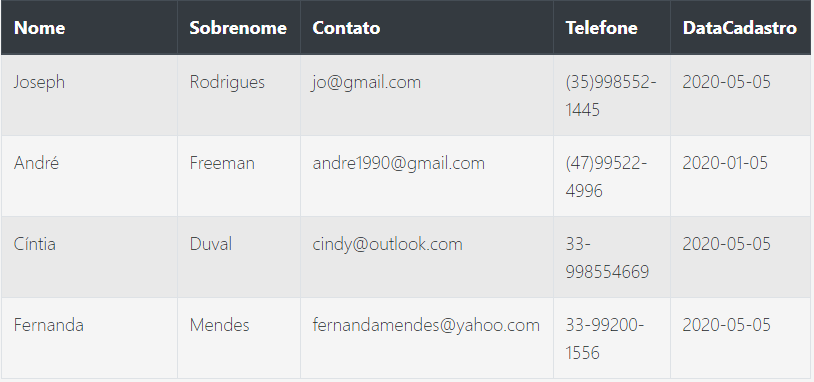 Nome Sobrenome Contato Telefone DataCadastro
Joseph Rodrigues jo@gmail.com (35)998552- 2020-05-05
1445
André Freeman andre1990@gmail.com (47)99522- 2020-01-05
4996
Cíntia Duval cindy@outlook.com 33- 2020-05-05
998554669
Fernanda Mendes fernandamendes@yahoo.com 33-99200- 2020-05-05
1556